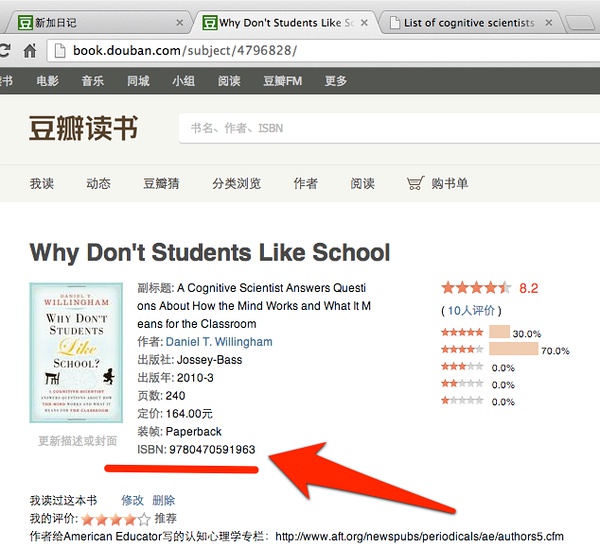 新加日记
Why Don't Students Like Sc
List of cognitive scientists
book.douban.com/subject/4796828/
读书 电影 音乐 同城 小组 阅读 豆瓣FM 更多
豆瓣读书
书名、作者、ISBN
我读 动态 豆瓣猜 分类浏览 作者 阅读 购书单
Why Don't Students Like School
DANIEL T.
WILLINGHAM
WHY DON'T
STUDENTS
Like
SCHOOL?
A COGNITIVE SCIENTIST
ANSWERS QUESTIONS ABOUT HOW
THE MIND WORKS AND WHAT IT
MEANS FOR THE CLASSROOM
更新描述或封面
副标题: A Cognitive Scientist Answers Questi
ons About How the Mind Works and What It M
eans for the Classroom
作者: Daniel T. Willingham
出版社: Jossey-Bass
出版年: 2010-3
页数: 240
定价: 164.00元
装帧: Paperback
ISBN: 9780470591963
8.2
( 10人评价 )
30.0%
70.0%
0.0%
0.0%
0.0%
我读过这本书 修改 删除
我的评价: 推荐
作者给American Educator写的认知心理学专栏: http://www.aft.org/newspubs/periodicals/ae/authors5.cfm